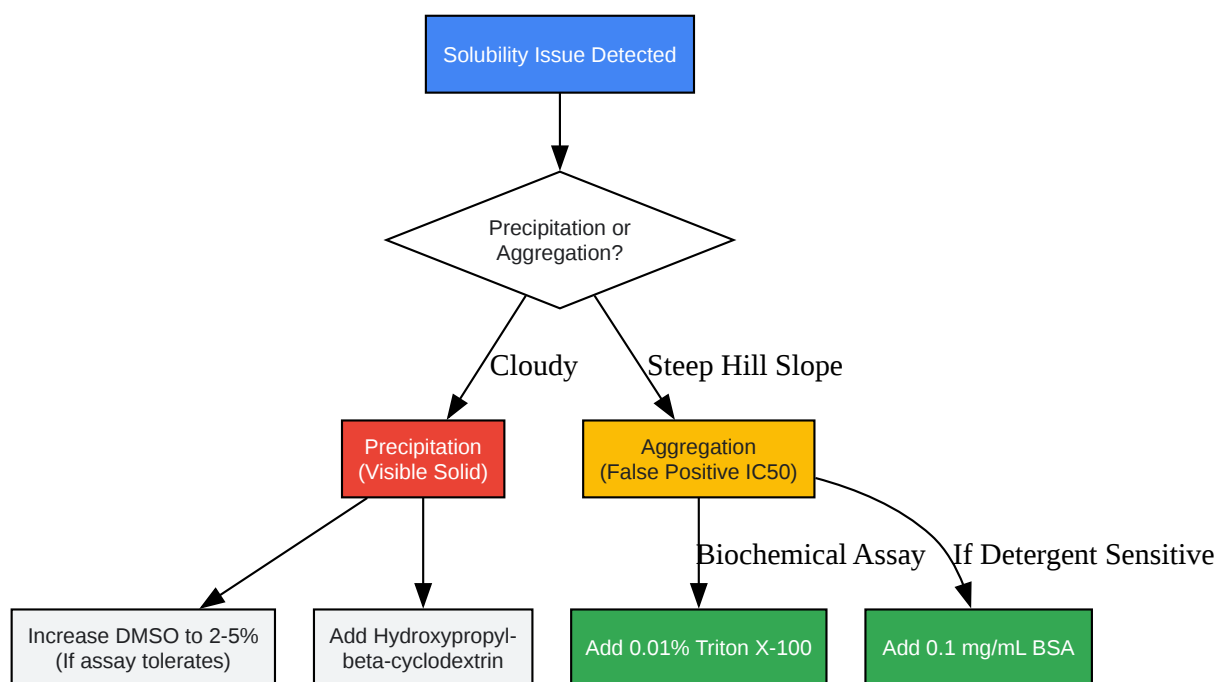 Solubility Issue Detected
Precipitation or
Aggregation?
Cloudy
Steep Hill Slope
Precipitation
(Visible Solid)
Aggregation
(False Positive IC50)
Biochemical Assay
If Detergent Sensitive
Increase DMSO to 2-5%
(If assay tolerates)
Add Hydroxypropyl-
beta-cyclodextrin
Add 0.01% Triton X-100
Add 0.1 mg/mL BSA